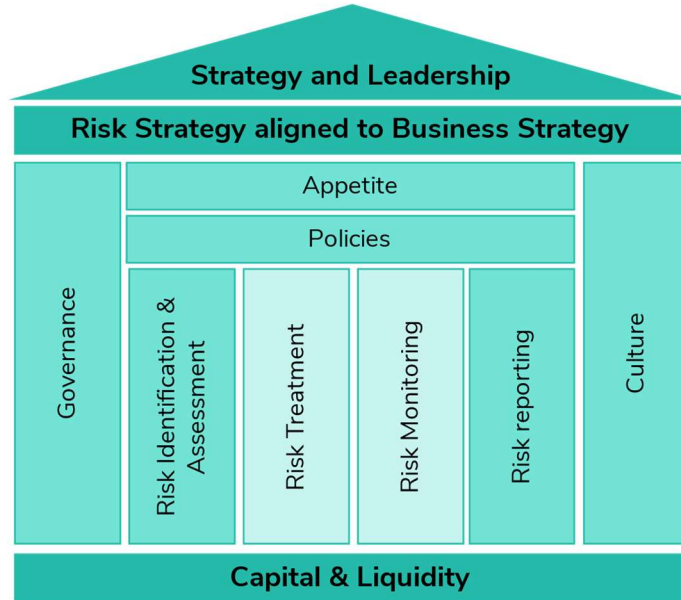 Strategy and Leadership
Risk Strategy aligned to Business Strategy
Governance
Appetite
Policies
Risk Identification &
Assessment
Risk Treatment
Risk Monitoring
Risk reporting
Culture
Capital & Liquidity